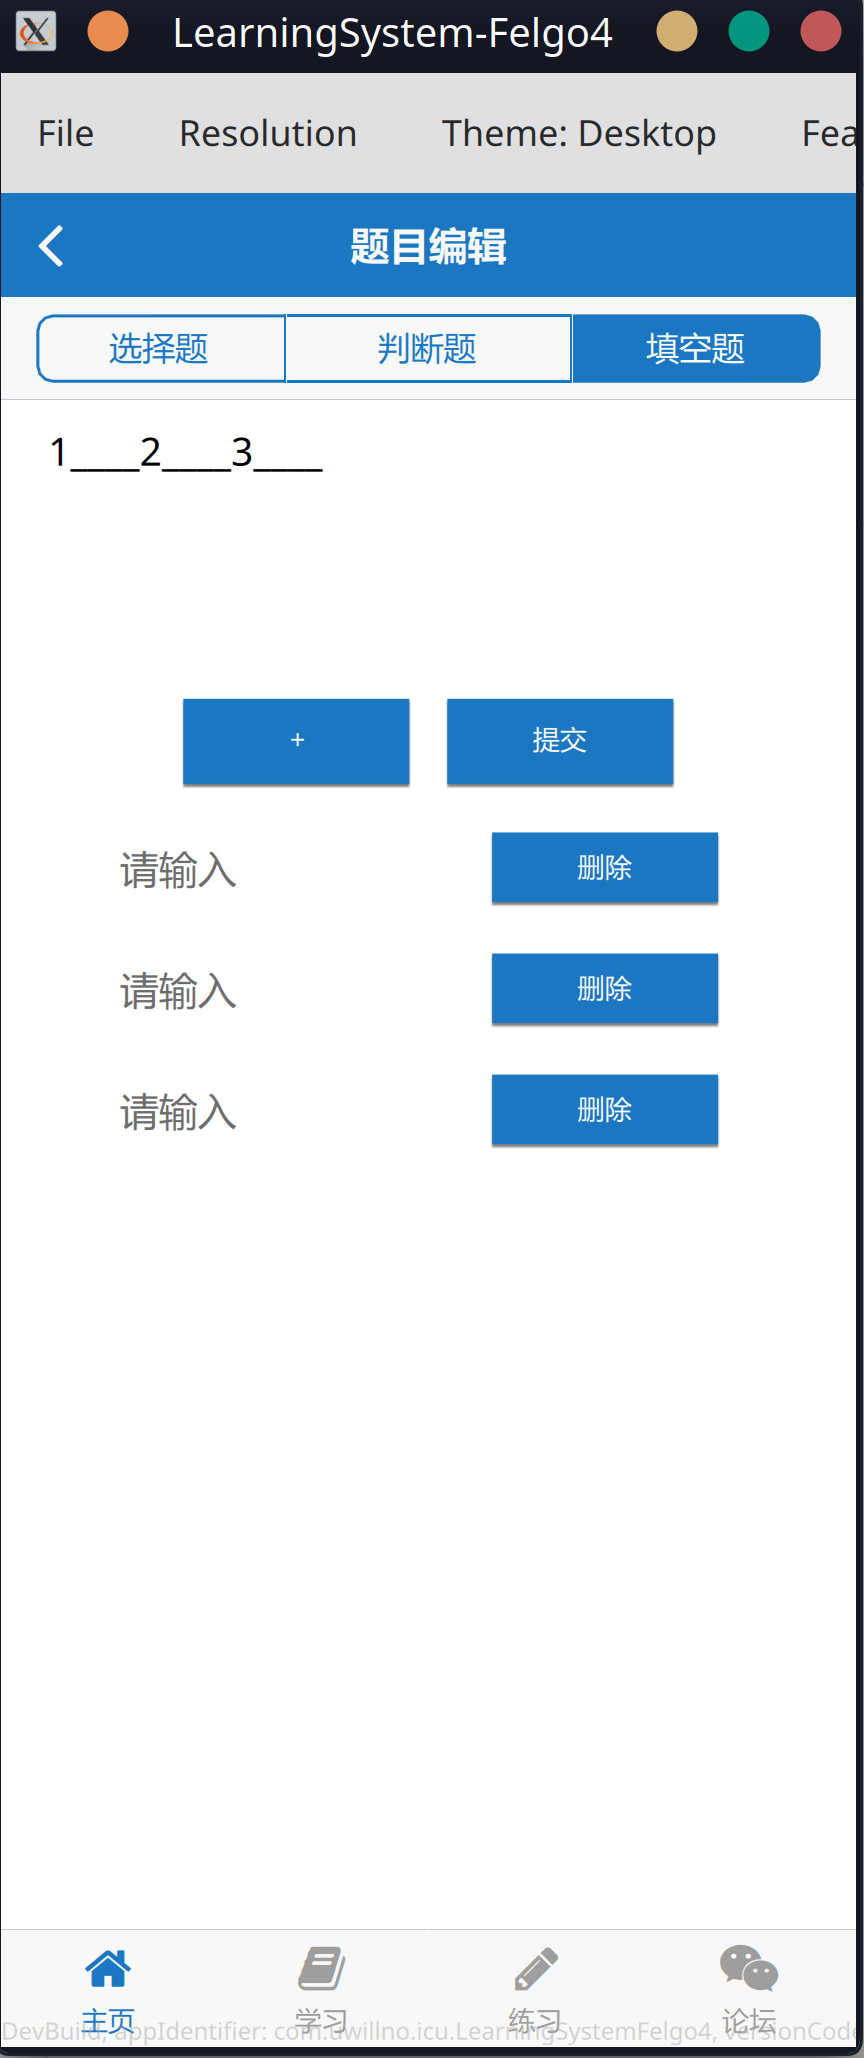 LearningSystem-Felgo4
File Resolution Theme: Desktop Fea
题目编辑
选择题 判断题 填空题
1____2____3____
+ 提交
请输入 删除
请输入 删除
请输入 删除
主页 学习 练习 论坛
DevBuild, appIdentifier: com.uwillno.icu.LearningSystemFelgo4, versionCode